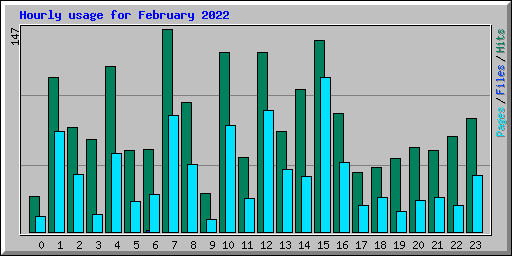 Hourly usage for February 2022
147
Pages / Files / Hits
0 1 2 3 4 5 6 7 8 9 10 11 12 13 14 15 16 17 18 19 20 21 22 23